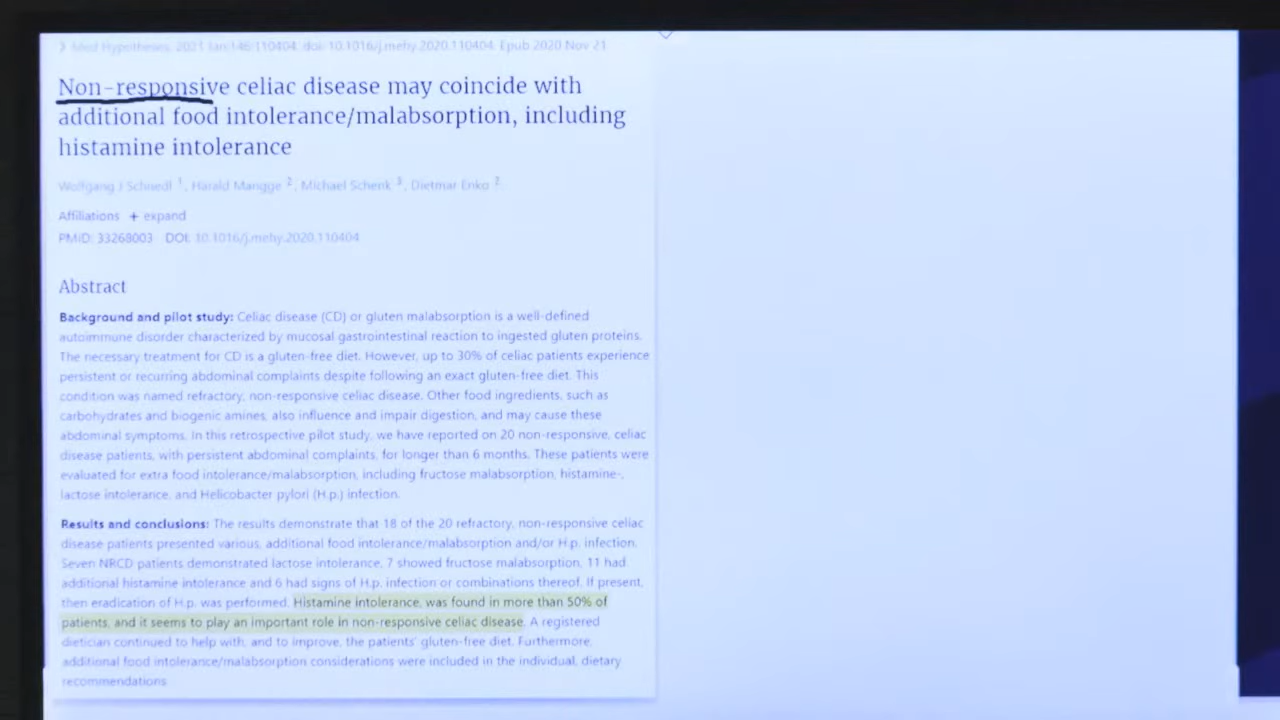 Med Hypotheses. 2021 Jan:146:110404. doi: 10.1016/j.mehy.2020.110404. Epub 2020 Nov 21.
Non-responsive celiac disease may coincide with
additional food intolerance/malabsorption, including
histamine intolerance
Wolfgang J Schnedl 1, Harald Mangge 2, Michael Schenk 3, Dietmar Enko 2
Affiliations + expand
PMID: 33268003 DOI: 10.1016/j.mehy.2020.110404
Abstract
Background and pilot study: Celiac disease (CD) or gluten malabsorption is a well-defined
autoimmune disorder characterized by mucosal gastrointestinal reaction to ingested gluten proteins.
The necessary treatment for CD is a gluten-free diet. However, up to 30% of celiac patients experience
persistent or recurring abdominal complaints despite following an exact gluten-free diet. This
condition was named refractory, non-responsive celiac disease. Other food ingredients, such as
carbohydrates and biogenic amines, also influence and impair digestion, and may cause these
abdominal symptoms. In this retrospective pilot study, we have reported on 20 non-responsive, celiac
disease patients, with persistent abdominal complaints, for longer than 6 months. These patients were
evaluated for extra food intolerance/malabsorption, including fructose malabsorption, histamine-,
lactose intolerance, and Helicobacter pylori (H.p.) infection.
Results and conclusions: The results demonstrate that 18 of the 20 refractory, non-responsive celiac
disease patients presented various, additional food intolerance/malabsorption and/or H.p. infection.
Seven NRCD patients demonstrated lactose intolerance, 7 showed fructose malabsorption, 11 had
additional histamine intolerance and 6 had signs of H.p. infection or combinations thereof. If present,
then eradication of H.p. was performed. Histamine intolerance, was found in more than 50% of
patients, and it seems to play an important role in non-responsive celiac disease. A registered
dietician continued to help with, and to improve, the patients' gluten-free diet. Furthermore,
additional food intolerance/malabsorption considerations were included in the individual, dietary
recommendations.